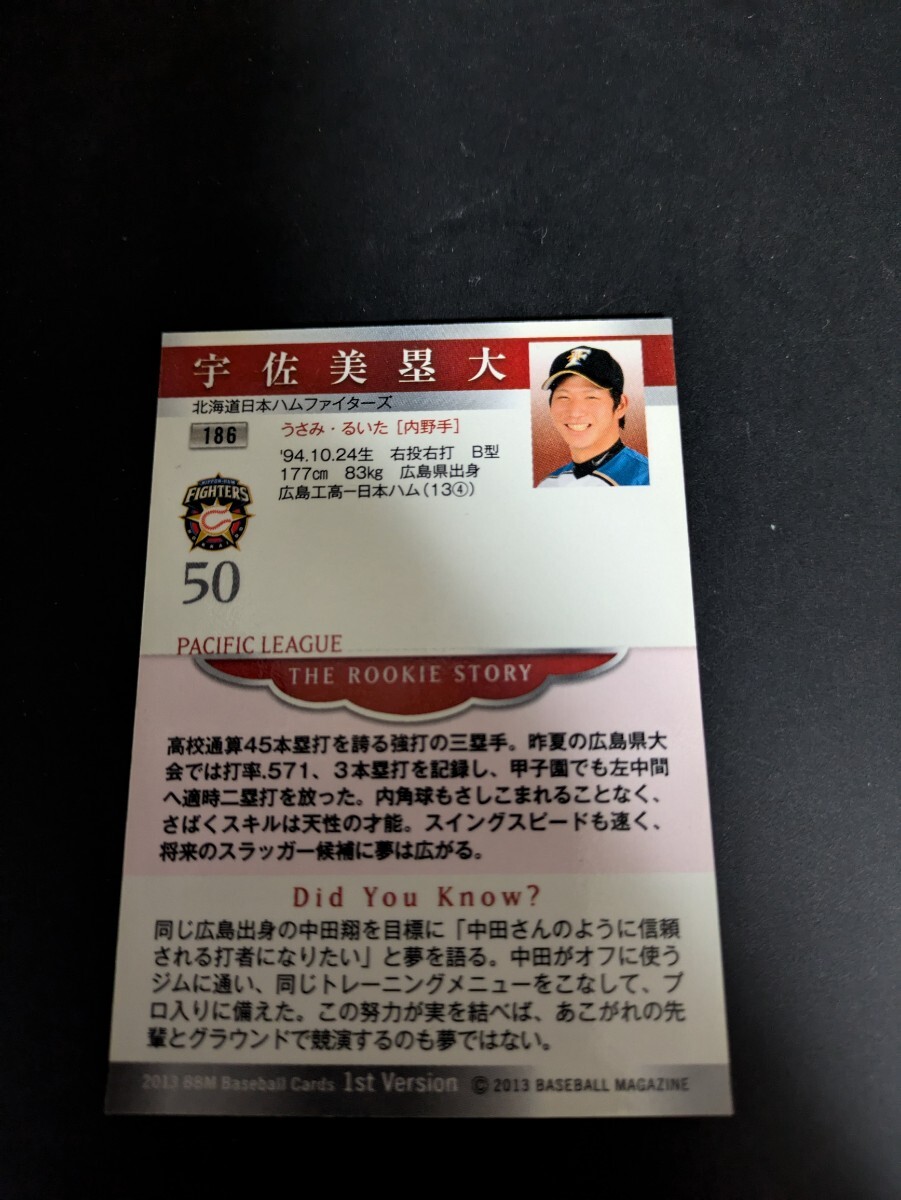 宇佐美塁大
北海道日本ハムファイターズ
186
うさみ・るいた [内野手]
'94.10.24生 右投右打 B型
177㎝ 83㎏ 広島県出身
広島工高ー日本ハム(13④)
NIPPON-HAM
FIGHTERS
50
PACIFIC LEAGUE
THE ROOKIE STORY
高校通算45本塁打を誇る強打の三塁手。昨夏の広島県大
会では打率.571、3本塁打を記録し、甲子園でも左中間
へ適時二塁打を放った。内角球もさしこまれることなく、
さばくスキルは天性の才能。スイングスピードも速く、
将来のスラッガー候補に夢は広がる。
Did You Know?
同じ広島出身の中田翔を目標に「中田さんのように信頼
される打者になりたい」と夢を語る。中田がオフに使う
ジムに通い、同じトレーニングメニューをこなして、プ
ロ入りに備えた。この努力が実を結べば、あこがれの先
輩とグラウンドで競演するのも夢ではない。
2013 BBM Baseball Cards 1st Version © 2013 BASEBALL MAGAZINE